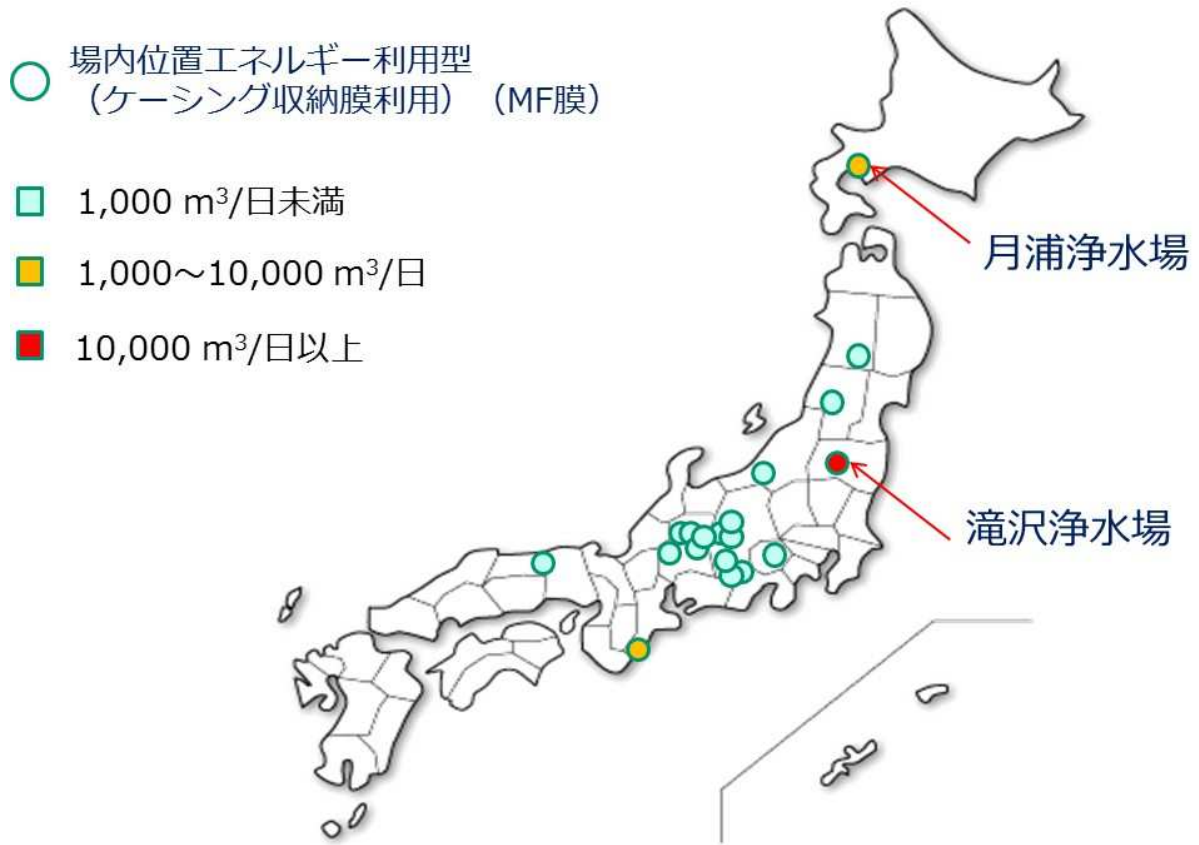 場内位置エネルギー利用型
（ケーシング収納膜利用）（MF膜）
1,000 m³/日未満
1,000～10,000 m³/日
10,000 m³/日以上
月浦浄水場
滝沢浄水場